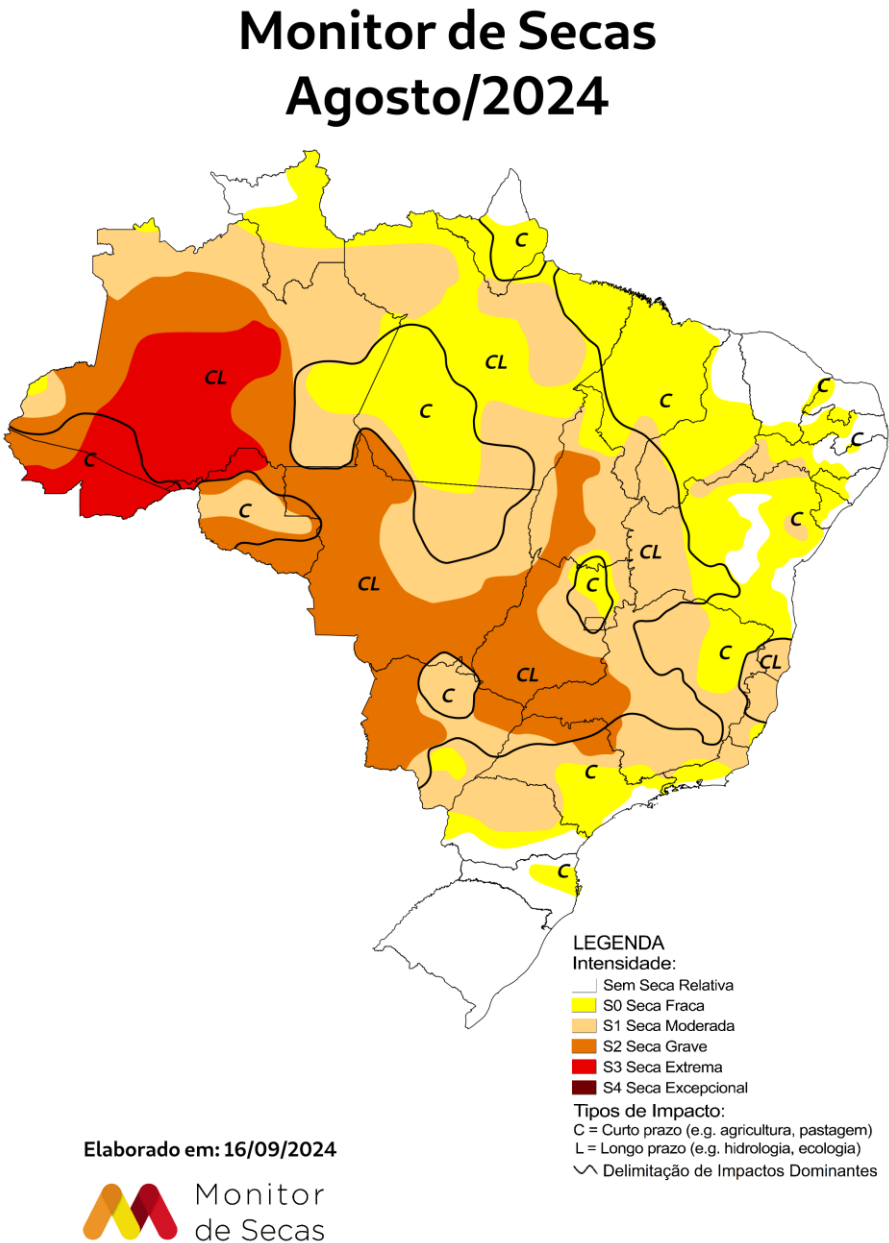 Monitor de Secas
Agosto/2024
C
CL
CL
C
C
C
C
C
C
C
CL
CL
C
C
CL
CL
C
C
C
LEGENDA
Intensidade:
Sem Seca Relativa
S0 Seca Fraca
S1 Seca Moderada
S2 Seca Grave
S3 Seca Extrema
S4 Seca Excepcional
Tipos de Impacto:
C = Curto prazo (e.g. agricultura, pastagem)
L = Longo prazo (e.g. hidrologia, ecologia)
Delimitação de Impactos Dominantes
Elaborado em: 16/09/2024
Monitor
de Secas